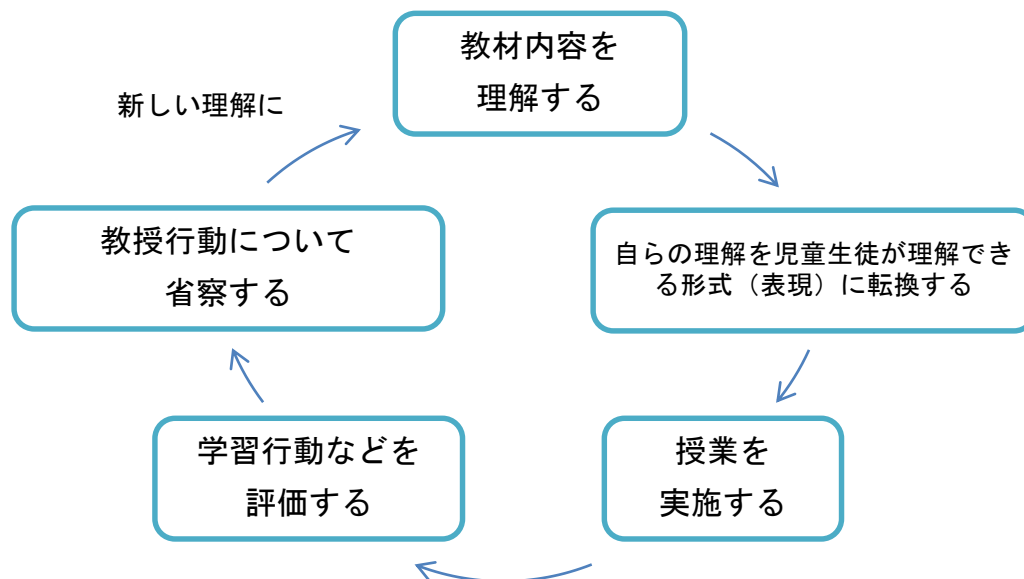 教材内容を
理解する
新しい理解に
自らの理解を児童生徒が理解でき
る形式（表現）に転換する
教授行動について
省察する
授業を
実施する
学習行動などを
評価する